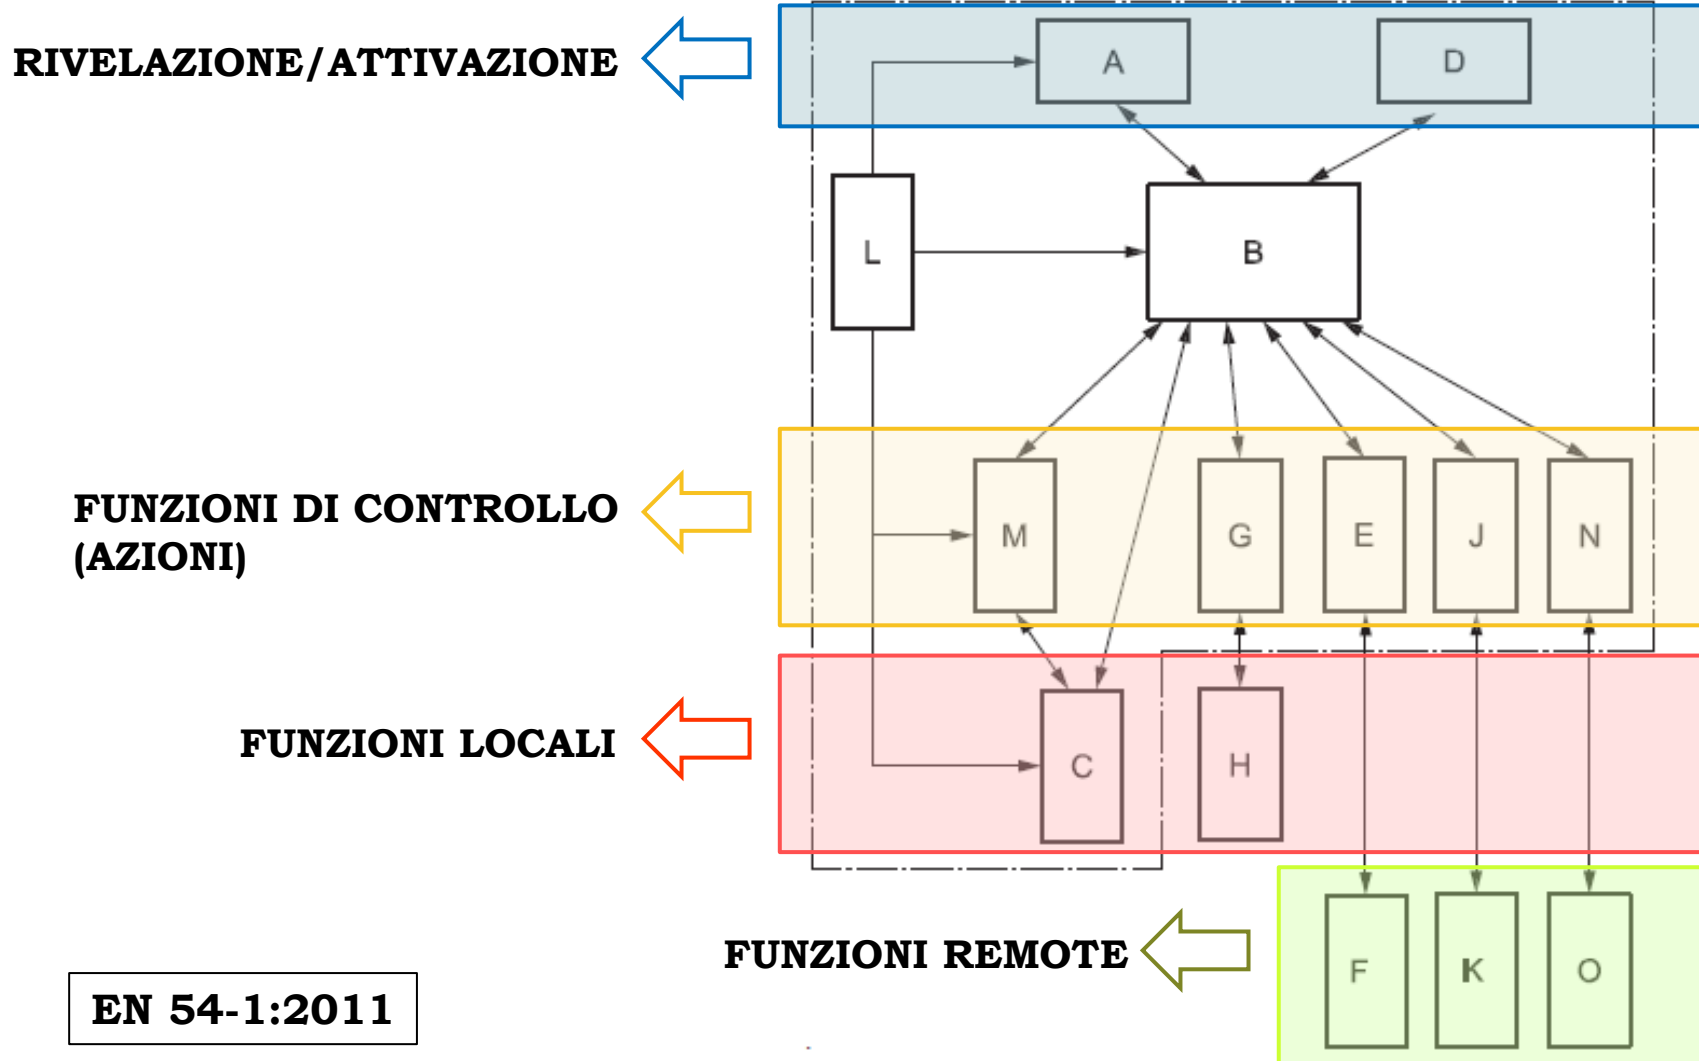 RIVELAZIONE/ATTIVAZIONE
A
D
L
B
FUNZIONI DI CONTROLLO
(AZIONI)
M
G
E
J
N
FUNZIONI LOCALI
C
H
FUNZIONI REMOTE
F
K
O
EN 54-1:2011